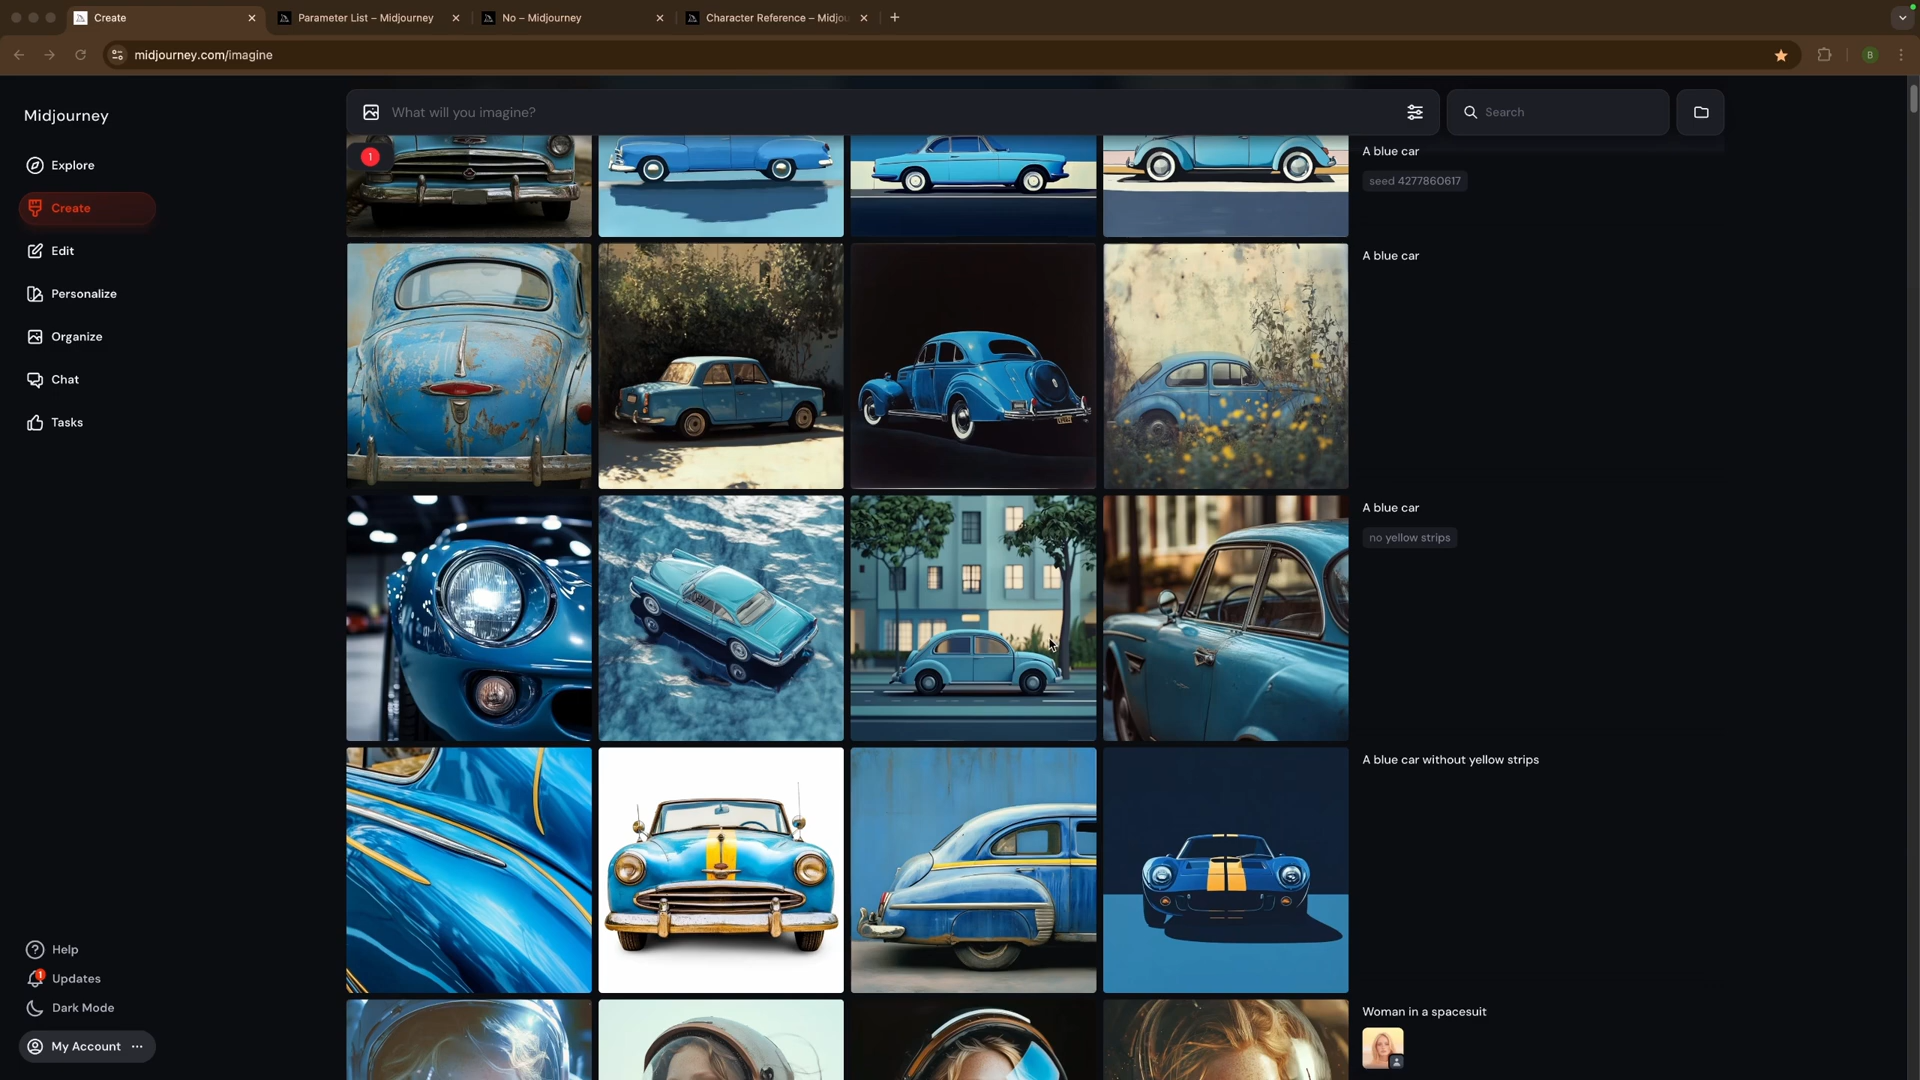 Create
Parameter List – Midjourney
No – Midjourney
Character Reference – Midjou
midjourney.com/imagine
B
Midjourney
What will you imagine?
Search
1
Explore
Create
Edit
Personalize
Organize
Chat
Tasks
A blue car
seed 4277860617
A blue car
A blue car
no yellow strips
A blue car without yellow strips
Woman in a spacesuit
Help
1
Updates
Dark Mode
My Account